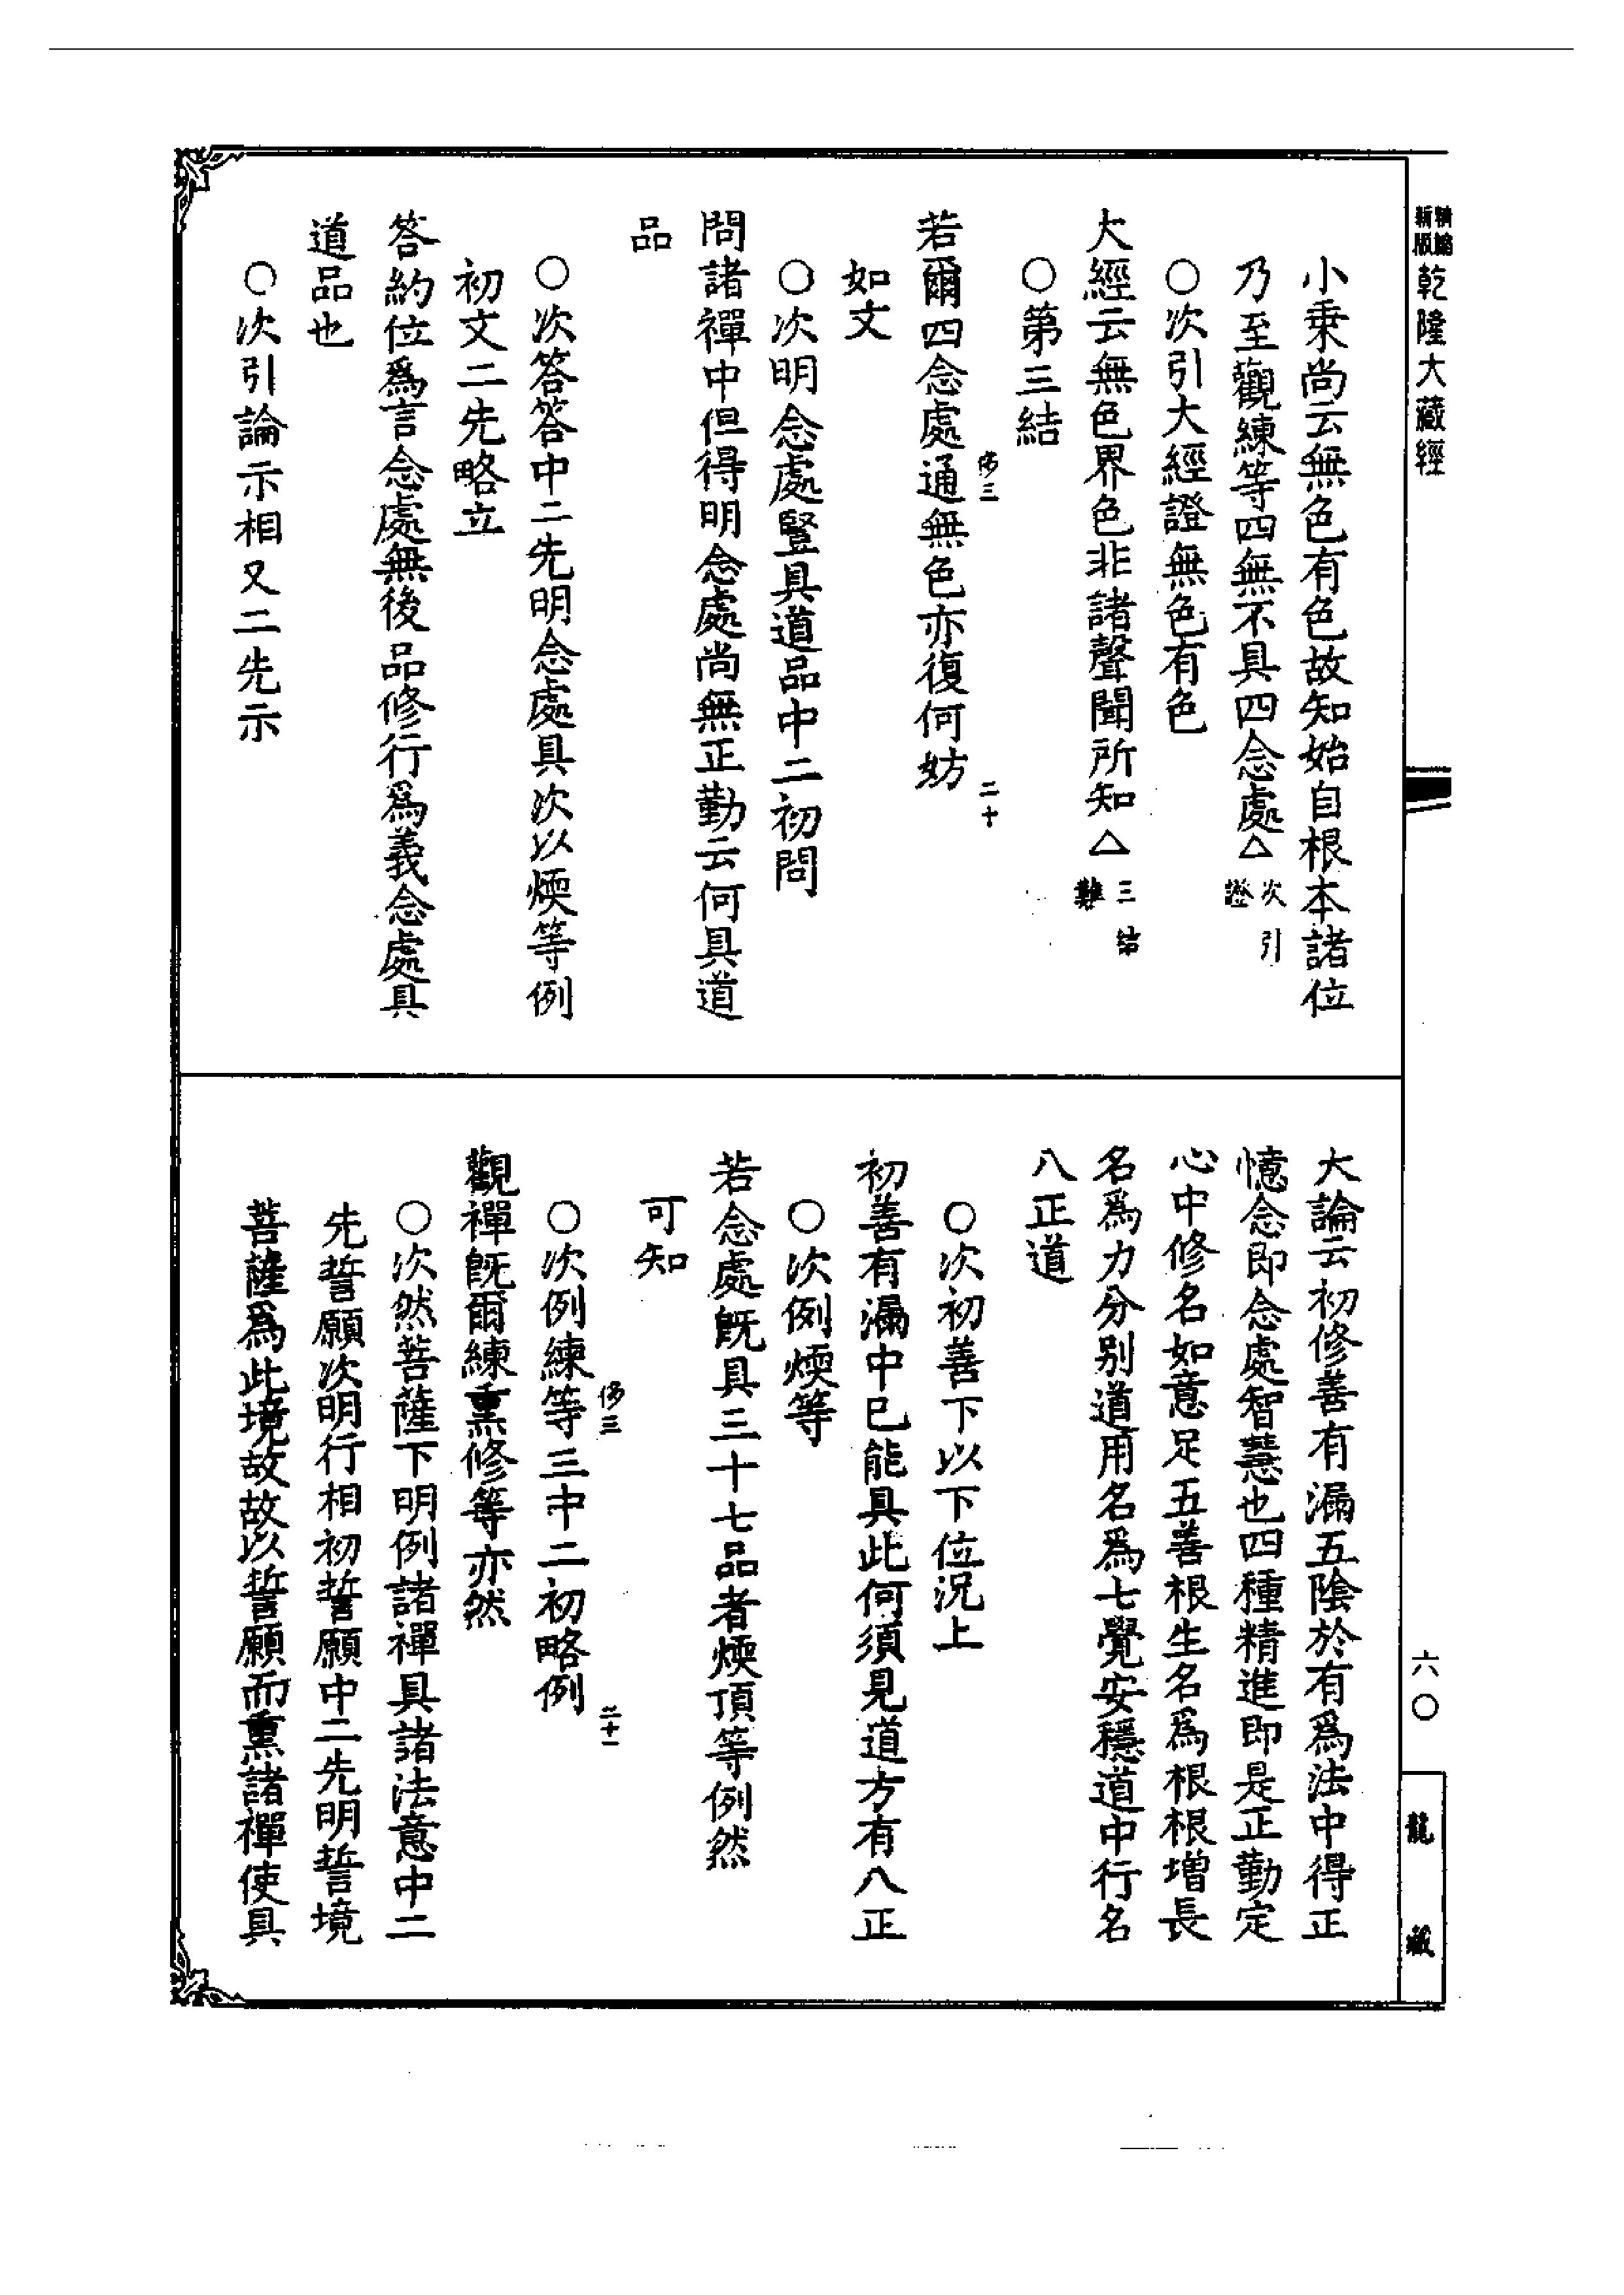 新編
精版
乾隆大藏經
小乘尚云無色有色故知始自根本諸位
乃至觀練等四無不具四念處△次引證
○次引大經證無色有色
大經云無色界色非諸聲聞所知△三結難
○第三結
若爾四念處通無色亦復何妨
如文
○次明念處豎具道品中二初問
問諸禪中但得明念處尚無正勤云何具道
品
○次答答中二先明念處具次以煗等例
初文二先略立
答約位為言念處無後品修行為義念處具
道品也
○次引論示相又二先示
大論云初修善有漏五陰於有為法中得正
憶念即念處智慧也四種精進即是正勤定
心中修名如意足五善根生名為根根增長
名為力分別道用名為七覺安穩道中行名
八正道
○次初善下以下位況上
初善有漏中已能具此何須見道方有八正
○次例煗等
若念處既具三十七品者煗頂等例然
可知
○次例練等三中二初略例
觀禪既爾練熏修等亦然
○次然菩薩下明例諸禪具諸法意中二
先誓願次明行相初誓願中二先明誓境
菩薩為此境故故以誓願而熏諸禪使具
六〇
龍藏